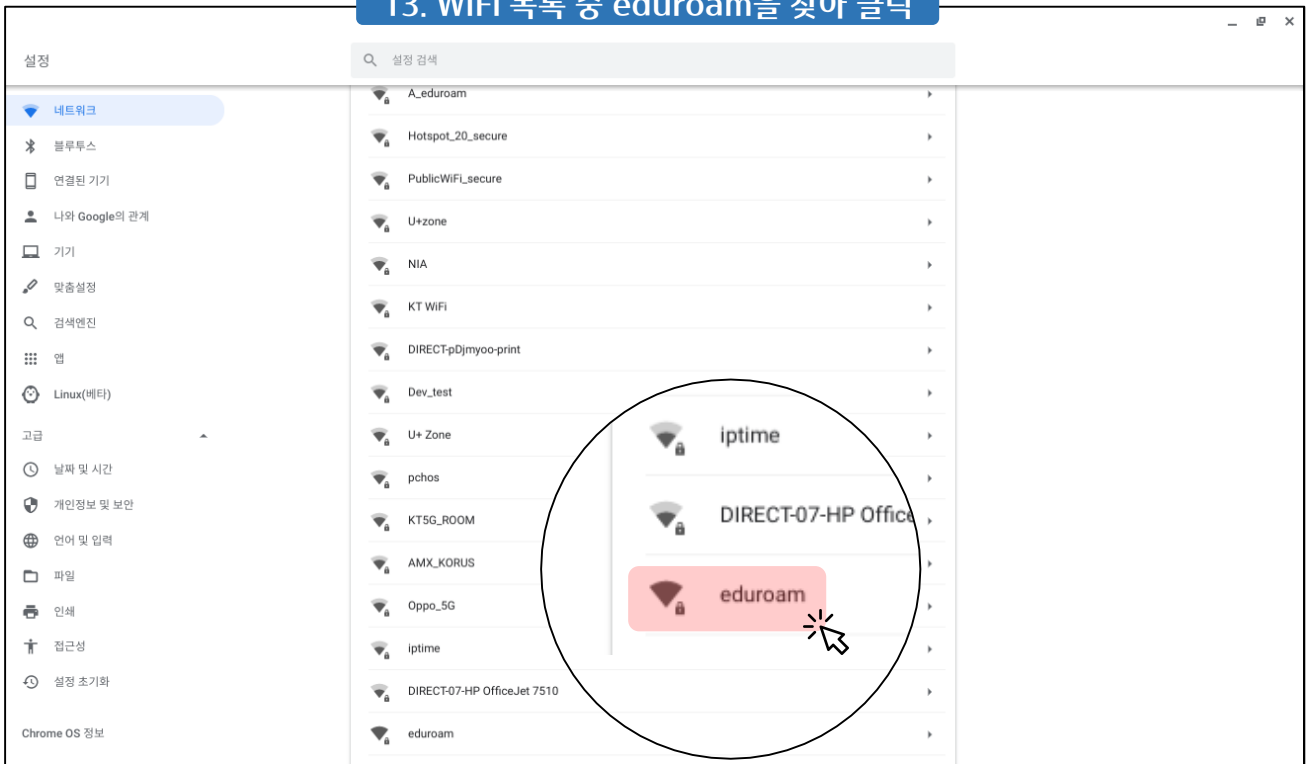 13. WiFi 목록 중 eduroam을 찾아 클릭
설정
설정 검색
네트워크
블루투스
연결된 기기
나와 Google의 관계
기기
맞춤설정
검색엔진
앱
Linux(베타)
고급
날짜 및 시간
개인정보 및 보안
언어 및 입력
파일
인쇄
접근성
설정 초기화
Chrome OS 정보
A_eduroam
Hotspot_20_secure
PublicWiFi_secure
U+zone
NIA
KT WiFi
DIRECT-pDjmyoo-print
Dev_test
U+ Zone
pchos
KT5G_ROOM
AMX_KORUS
Oppo_5G
iptime
DIRECT-07-HP OfficeJet 7510
eduroam
iptime
DIRECT-07-HP Office
eduroam